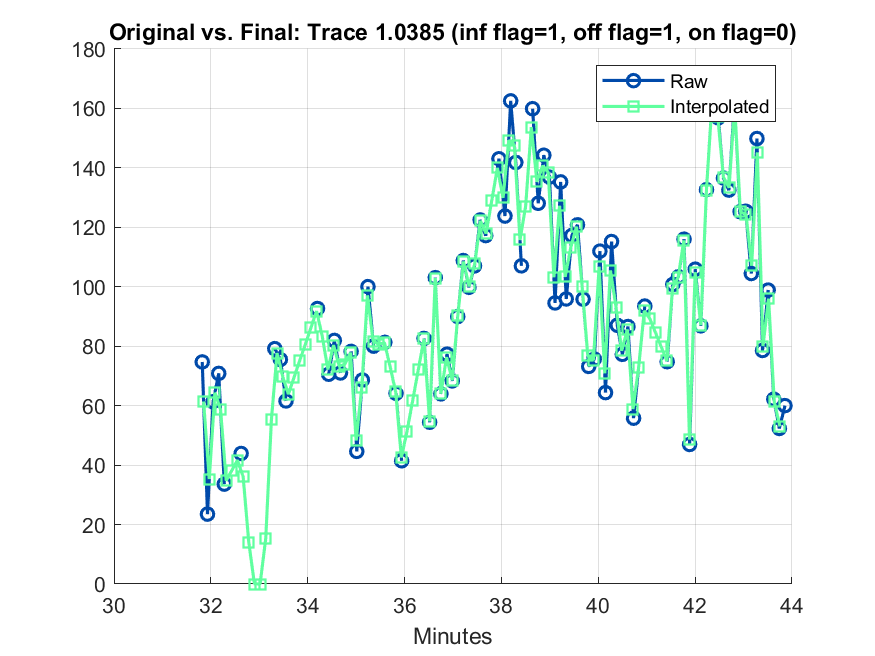 Original vs. Final: Trace 1.0385 (inf flag=1, off flag=1, on flag=0)
180
160
140
120
100
80
60
40
20
0
Raw
Interpolated
30 32 34 36 38 40 42 44
Minutes